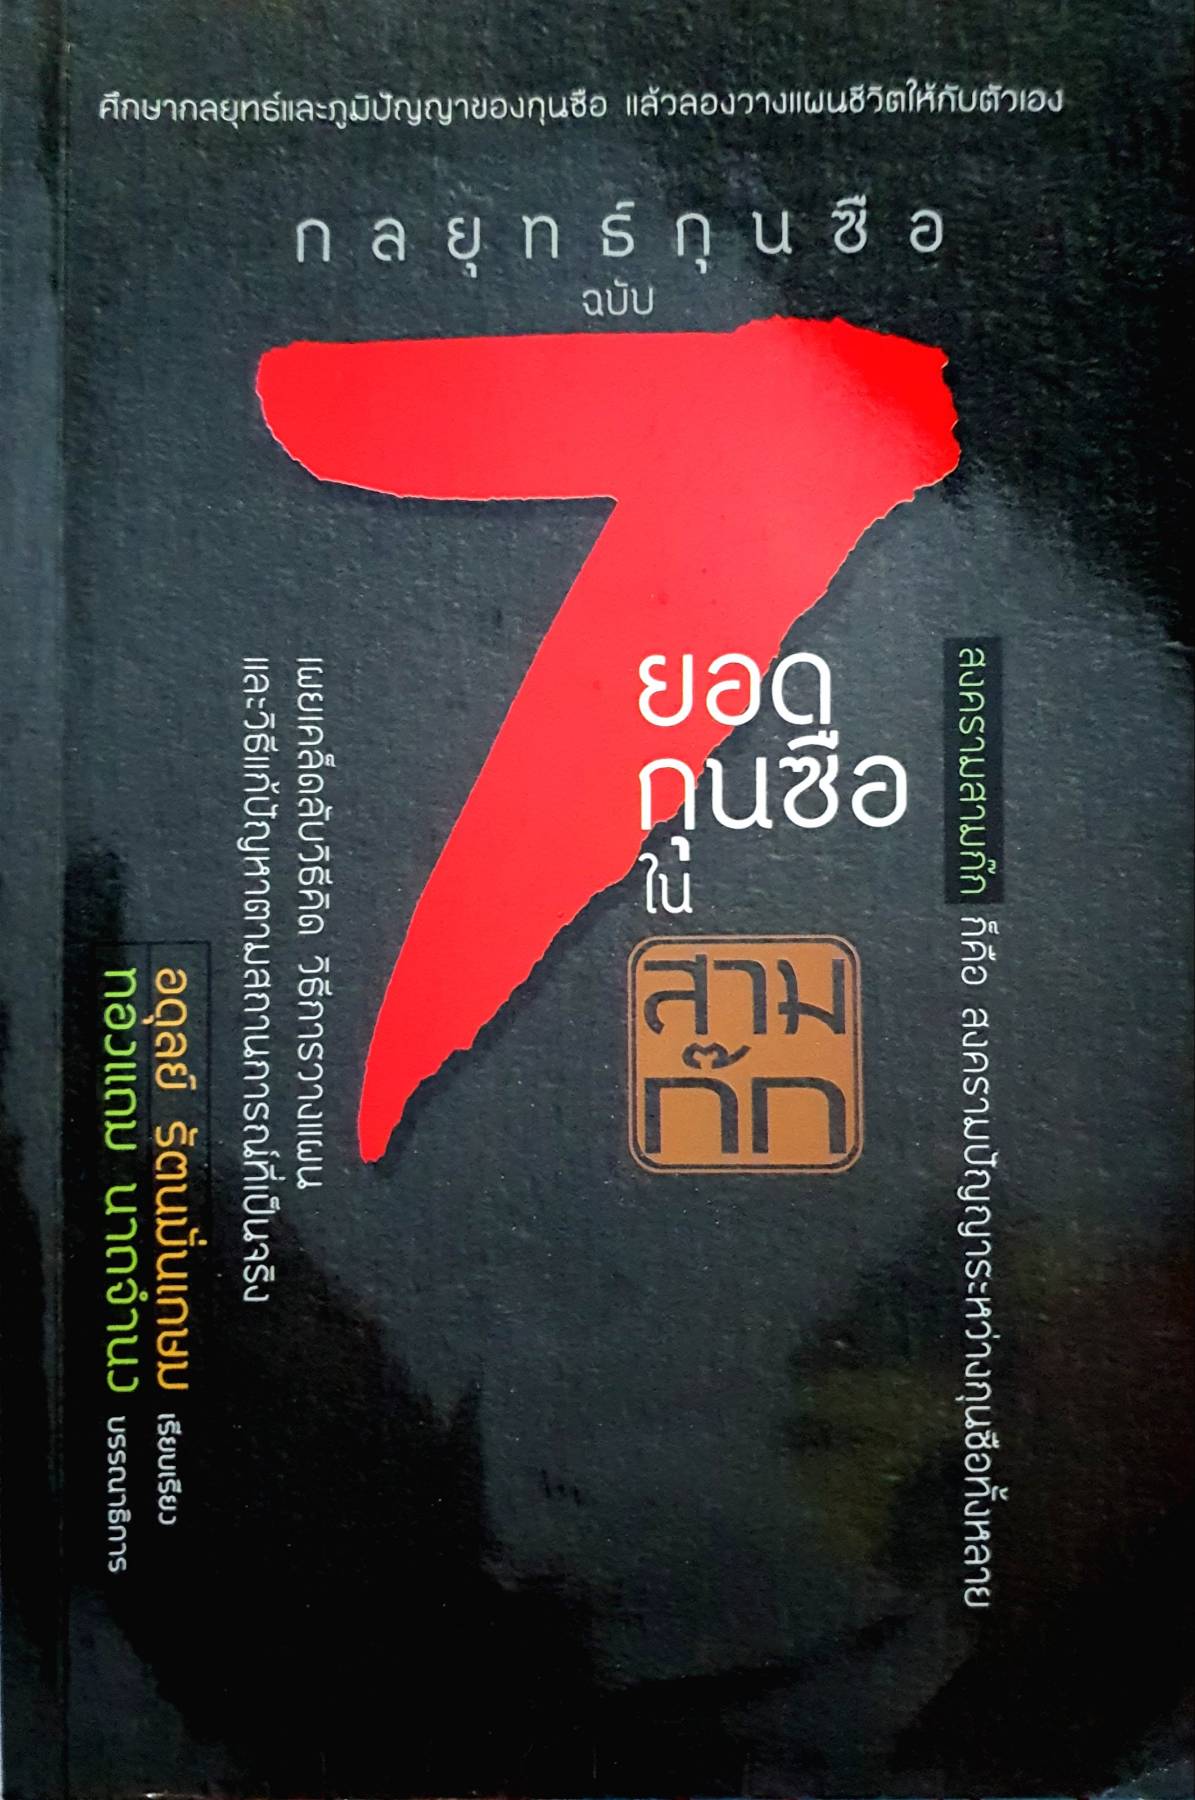 ศึกษากลยุทธ์และภูมิปัญญาของกุนซือ แล้วลองวางแผนชีวิตให้กับตัวเอง
กลยุทธ์กุนซือ
ฉบับ
7
ยอด
กุนซือ
ใน
สาม
ก๊ก
สงครามสามก๊ก ก็คือ สงครามปัญญาระหว่างกุนซือทั้งหลาย
เผยเคล็ดลับวิธีคิด วิธีการวางแผน
และวิธีแก้ปัญหาตามสถานการณ์ที่เป็นจริง
อดุลย์ รัตนมั่นเกษม เรียบเรียง
ทองแถม นาถจำนง บรรณาธิการ